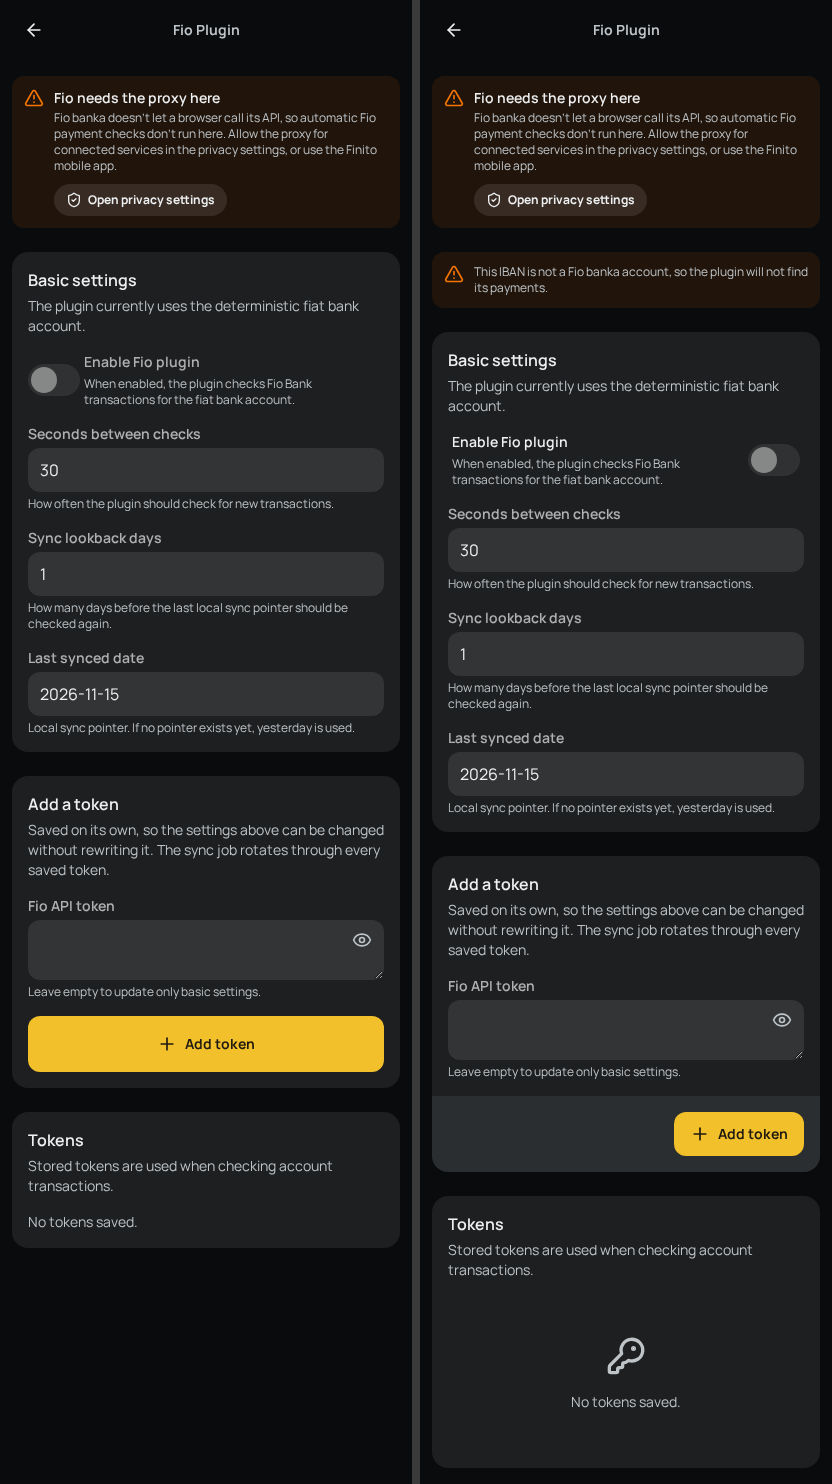 Fio Plugin
Fio needs the proxy here
Fio banka doesn't let a browser call its API, so automatic Fio
payment checks don't run here. Allow the proxy for
connected services in the privacy settings, or use the Finito
mobile app.
Open privacy settings
Basic settings
The plugin currently uses the deterministic fiat bank
account.
Enable Fio plugin
When enabled, the plugin checks Fio Bank
transactions for the fiat bank account.
Seconds between checks
30
How often the plugin should check for new transactions.
Sync lookback days
1
How many days before the last local sync pointer should be
checked again.
Last synced date
2026-11-15
Local sync pointer. If no pointer exists yet, yesterday is used.
Add a token
Saved on its own, so the settings above can be changed
without rewriting it. The sync job rotates through every
saved token.
Fio API token
Leave empty to update only basic settings.
Add token
Tokens
Stored tokens are used when checking account
transactions.
No tokens saved.
Fio Plugin
Fio needs the proxy here
Fio banka doesn't let a browser call its API, so automatic Fio
payment checks don't run here. Allow the proxy for
connected services in the privacy settings, or use the Finito
mobile app.
Open privacy settings
This IBAN is not a Fio banka account, so the plugin will not find
its payments.
Basic settings
The plugin currently uses the deterministic fiat bank
account.
Enable Fio plugin
When enabled, the plugin checks Fio Bank
transactions for the fiat bank account.
Seconds between checks
30
How often the plugin should check for new transactions.
Sync lookback days
1
How many days before the last local sync pointer should be
checked again.
Last synced date
2026-11-15
Local sync pointer. If no pointer exists yet, yesterday is used.
Add a token
Saved on its own, so the settings above can be changed
without rewriting it. The sync job rotates through every
saved token.
Fio API token
Leave empty to update only basic settings.
Add token
Tokens
Stored tokens are used when checking account
transactions.
No tokens saved.